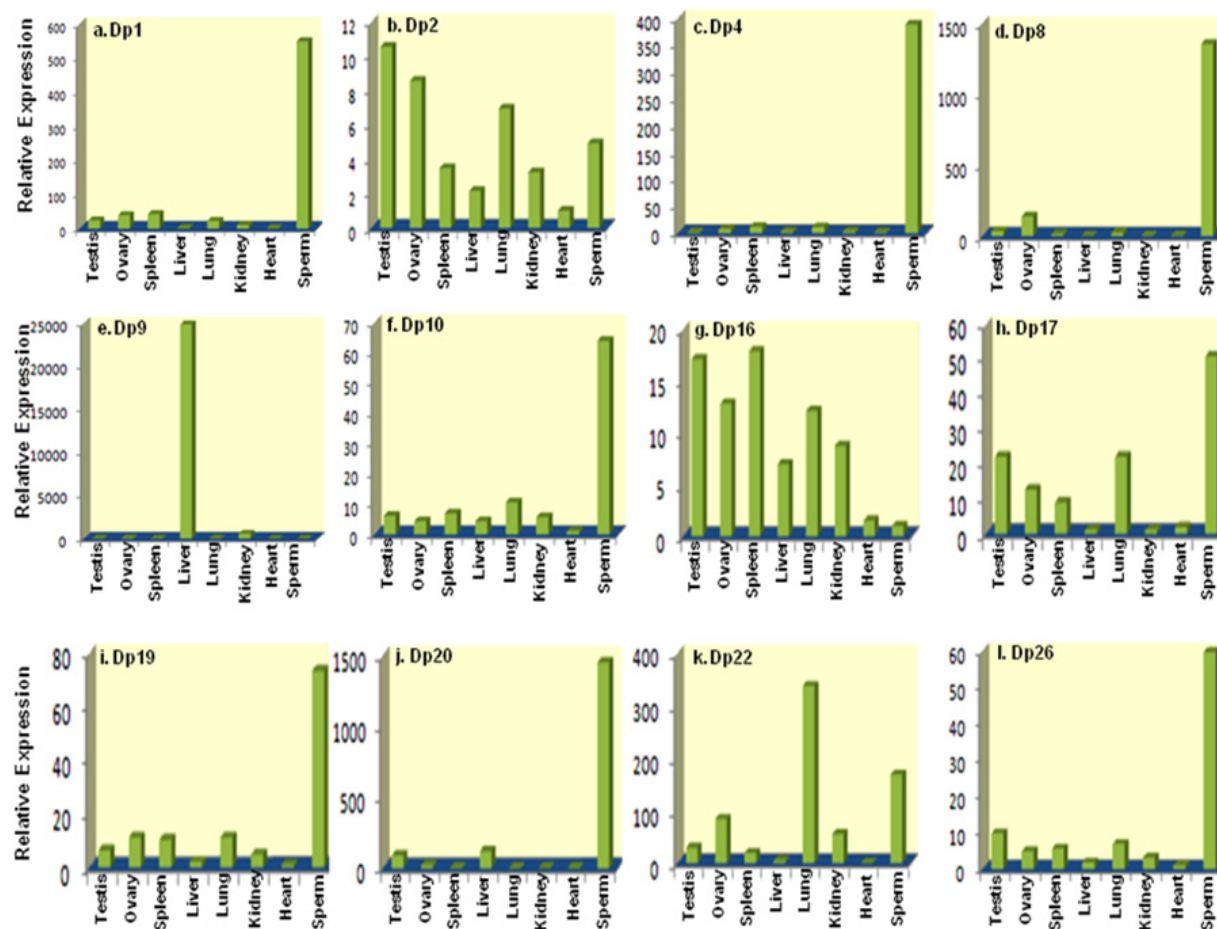 Relative Expression
a. Dp1
600
500
400
300
200
100
0
Testis
Ovary
Spleen
Liver
Lung
Kidney
Heart
Sperm
b. Dp2
12
10
8
6
4
2
0
Testis
Ovary
Spleen
Liver
Lung
Kidney
Heart
Sperm
c. Dp4
400
350
300
250
200
150
100
50
0
Testis
Ovary
Spleen
Liver
Lung
Kidney
Heart
Sperm
d. Dp8
1500
1000
500
0
Testis
Ovary
Spleen
Liver
Lung
Kidney
Heart
Sperm
Relative Expression
e. Dp9
25000
20000
15000
10000
5000
0
Testis
Ovary
Spleen
Liver
Lung
Kidney
Heart
Sperm
f. Dp10
70
60
50
40
30
20
10
0
Testis
Ovary
Spleen
Liver
Lung
Kidney
Heart
Sperm
g. Dp16
20
15
10
5
0
Testis
Ovary
Spleen
Liver
Lung
Kidney
Heart
Sperm
h. Dp17
60
50
40
30
20
10
0
Testis
Ovary
Spleen
Liver
Lung
Kidney
Heart
Sperm
Relative Expression
i. Dp19
80
60
40
20
0
Testis
Ovary
Spleen
Liver
Lung
Kidney
Heart
Sperm
j. Dp20
1500
1000
500
0
Testis
Ovary
Spleen
Liver
Lung
Kidney
Heart
Sperm
k. Dp22
400
300
200
100
0
Testis
Ovary
Spleen
Liver
Lung
Kidney
Heart
Sperm
l. Dp26
60
50
40
30
20
10
0
Testis
Ovary
Spleen
Liver
Lung
Kidney
Heart
Sperm